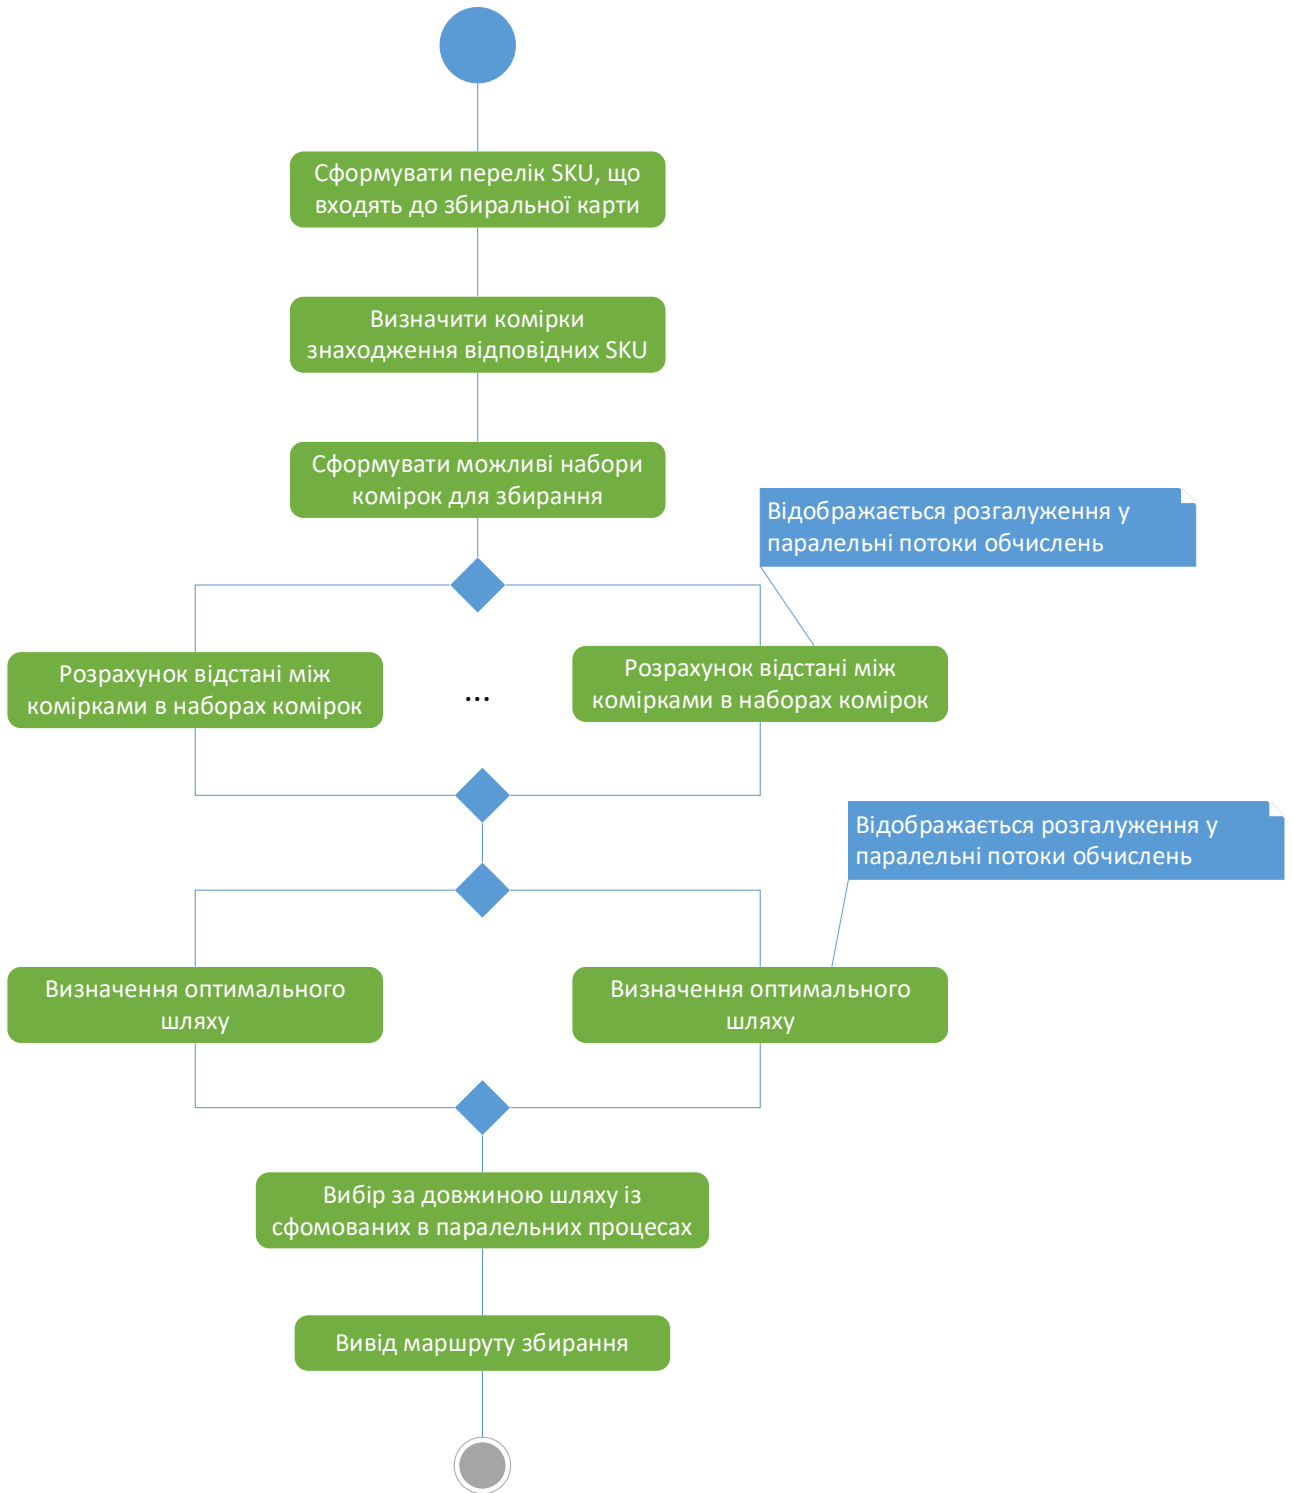 Сформувати перелік SKU, що
входять до збиральної карти
Визначити комірки
знаходження відповідних SKU
Сформувати можливі набори
комірок для збирання
Відображається розгалуження у
паралельні потоки обчислень
Розрахунок відстані між
комірками в наборах комірок
...
Розрахунок відстані між
комірками в наборах комірок
Відображається розгалуження у
паралельні потоки обчислень
Визначення оптимального
шляху
Визначення оптимального
шляху
Вибір за довжиною шляху із
сфомованих в паралельних процесах
Вивід маршруту збирання